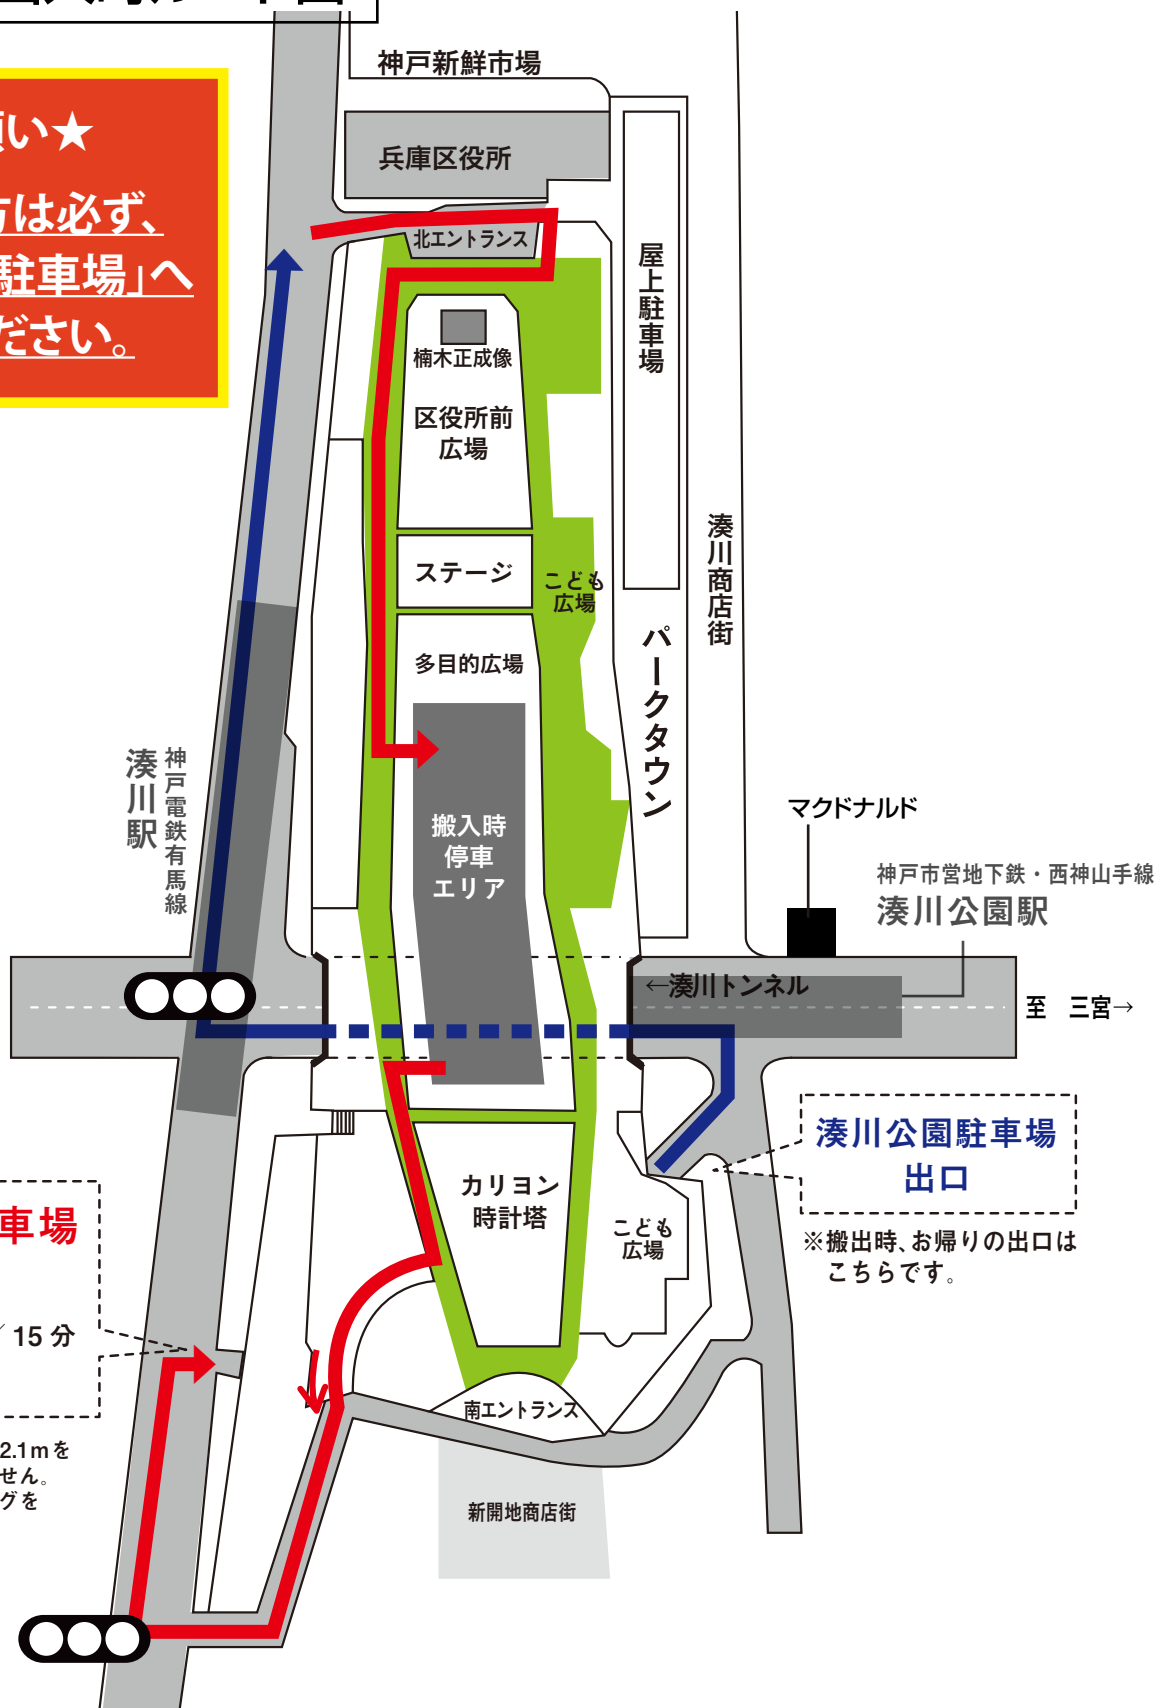 神戸新鮮市場
願い★
兵庫区役所
方は必ず、
北エントランス
駐車場」へ
ださい。
屋上駐車場
楠木正成像
区役所前
広場
湊川商店街
ステージ
こども
広場
パークタウン
多目的広場
神戸電鉄有馬線
湊川駅
マクドナルド
搬入時
停車
エリア
神戸市営地下鉄・西神山手線
湊川公園駅
←湊川トンネル
至 三宮→
湊川公園駐車場
出口
カリヨン
時計塔
車場
こども
広場
※搬出時、お帰りの出口は
こちらです。
/ 15 分
南エントランス
2.1mを
せん。
グを
新開地商店街